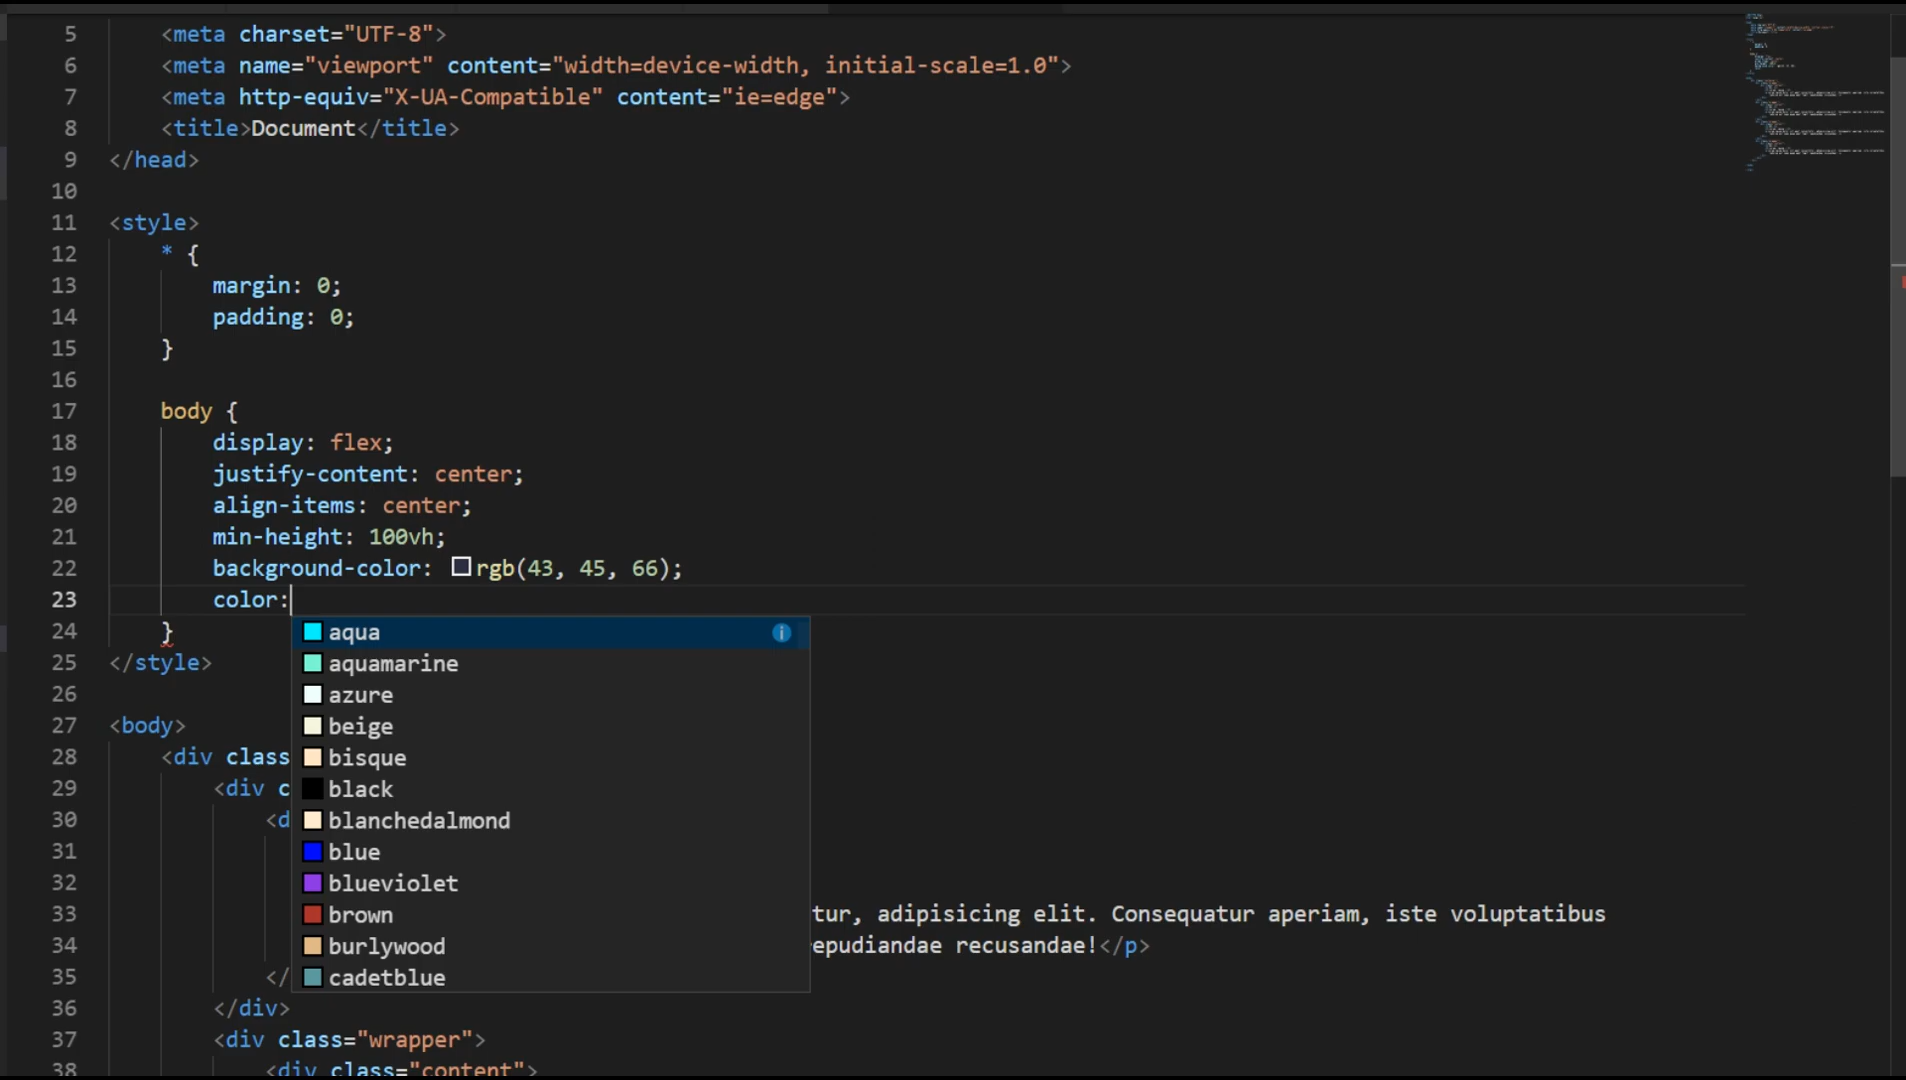 5 <meta charset="UTF-8">
6 <meta name="viewport" content="width=device-width, initial-scale=1.0">
7 <meta http-equiv="X-UA-Compatible" content="ie=edge">
8 <title>Document</title>
9 </head>
10
11 <style>
12 * {
13 margin: 0;
14 padding: 0;
15 }
16
17 body {
18 display: flex;
19 justify-content: center;
20 align-items: center;
21 min-height: 100vh;
22 background-color: rgb(43, 45, 66);
23 color:
24 }
aqua
25 </style>
aquamarine
26
azure
27 <body>
beige
28 <div class
bisque
29 <div c
black
30 <d
blanchedalmond
31
blue
32
blueviolet
33
brown
tur, adipisicing elit. Consequatur aperiam, iste voluptatibus
34
burlywood
epudiandae recusandae!</p>
35 </
cadetblue
36 </div>
37 <div class="wrapper">
38 <div class="content">